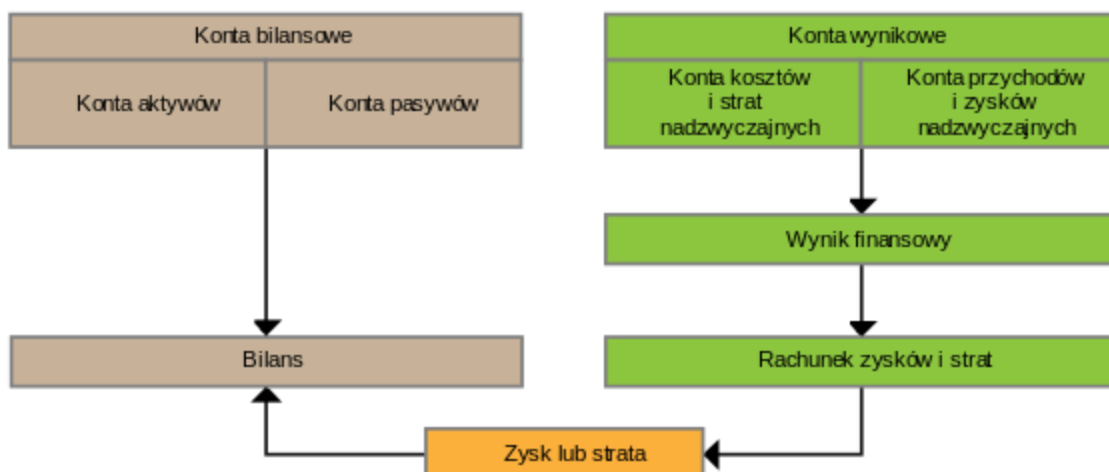 Konta bilansowe
Konta aktywów
Konta pasywów
Konta wynikowe
Konta kosztów
i strat
nadzwyczajnych
Konta przychodów
i zysków
nadzwyczajnych
Wynik finansowy
Bilans
Rachunek zysków i strat
Zysk lub strata